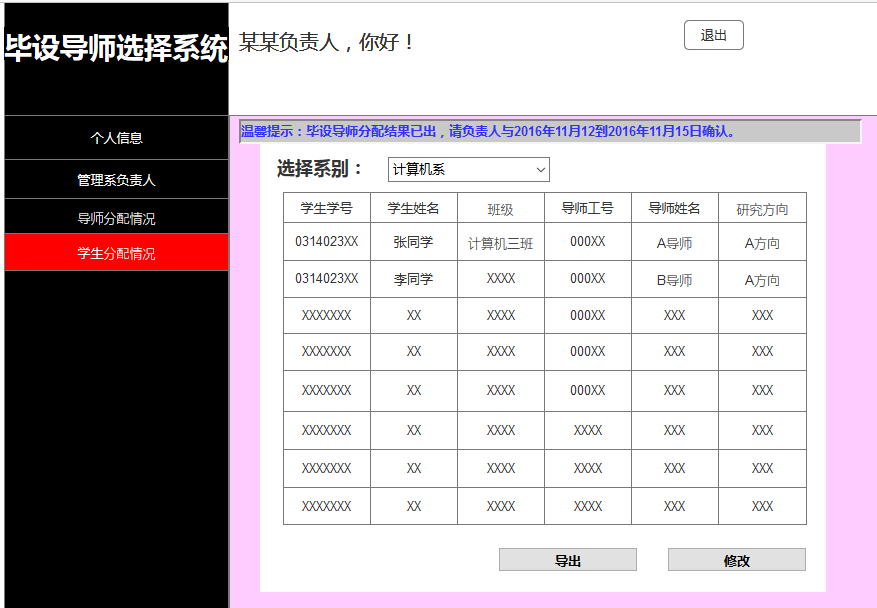 毕设导师选择系统
某某负责人，你好！
退出
个人信息
管理系负责人
导师分配情况
学生分配情况
温馨提示：毕设导师分配结果已出，请负责人与2016年11月12到2016年11月15日确认。
选择系别： 计算机系
学生学号 学生姓名 班级 导师工号 导师姓名 研究方向
0314023XX 张同学 计算机三班 000XX A导师 A方向
0314023XX 李同学 XXXX 000XX B导师 A方向
XXXXXXX XX XXXX 000XX XXX XXX
XXXXXXX XX XXXX 000XX XXX XXX
XXXXXXX XX XXXX 000XX XXX XXX
XXXXXXX XX XXXX XXXX XXX XXX
XXXXXXX XX XXXX XXXX XXX XXX
XXXXXXX XX XXXX XXXX XXX XXX
导出 修改